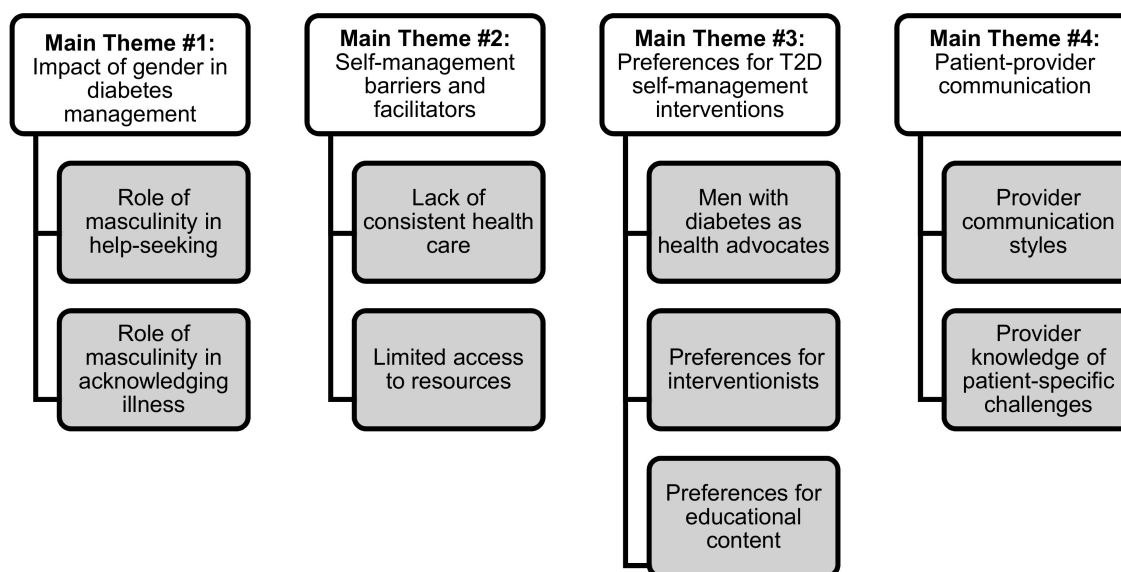 Main Theme #1:
Impact of gender in
diabetes
management
Role of
masculinity in
help-seeking
Role of
masculinity in
acknowledging
illness
Main Theme #2:
Self-management
barriers and
facilitators
Lack of
consistent health
care
Limited access
to resources
Main Theme #3:
Preferences for T2D
self-management
interventions
Men with
diabetes as
health advocates
Preferences for
interventionists
Preferences for
educational
content
Main Theme #4:
Patient-provider
communication
Provider
communication
styles
Provider
knowledge of
patient-specific
challenges